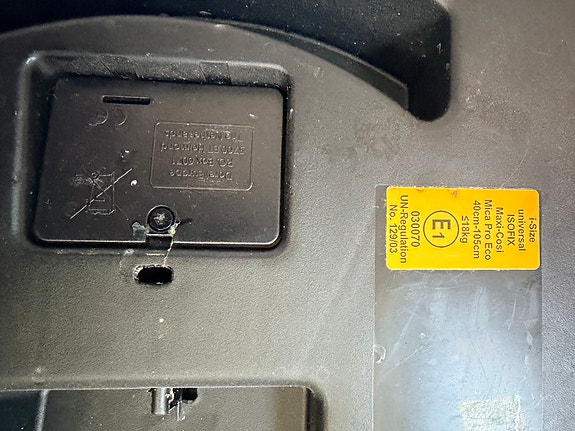 i-Size
universal
ISOFIX
Maxi-Cosi
Mica Pro Eco
40cm-105cm
≤18kg
E1
030070
UN-Regulation
No. 129/03
Dorel Europe
P.O. Box 6071
5700 ET Helmond
The Netherlands
CE